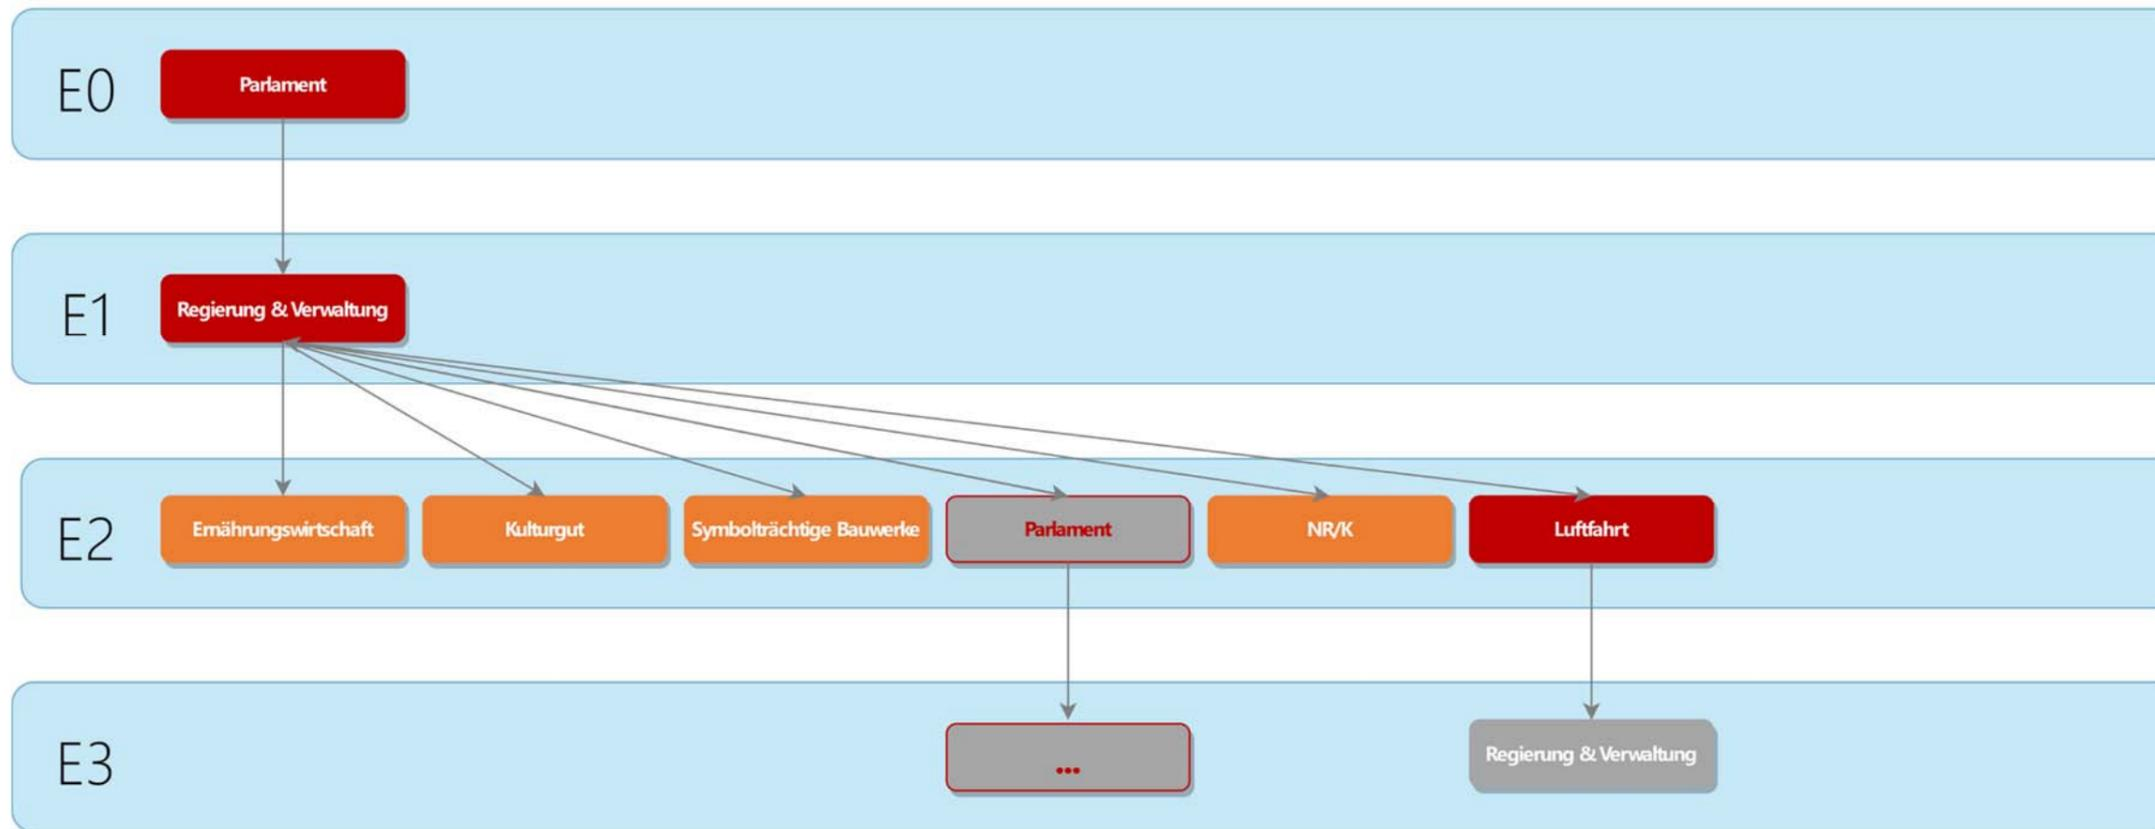 E0
Parlament
E1
Regierung & Verwaltung
E2
Ernährungswirtschaft
Kulturgut
Symbolträchtige Bauwerke
Parlament
NR/K
Luftfahrt
E3
...
Regierung & Verwaltung